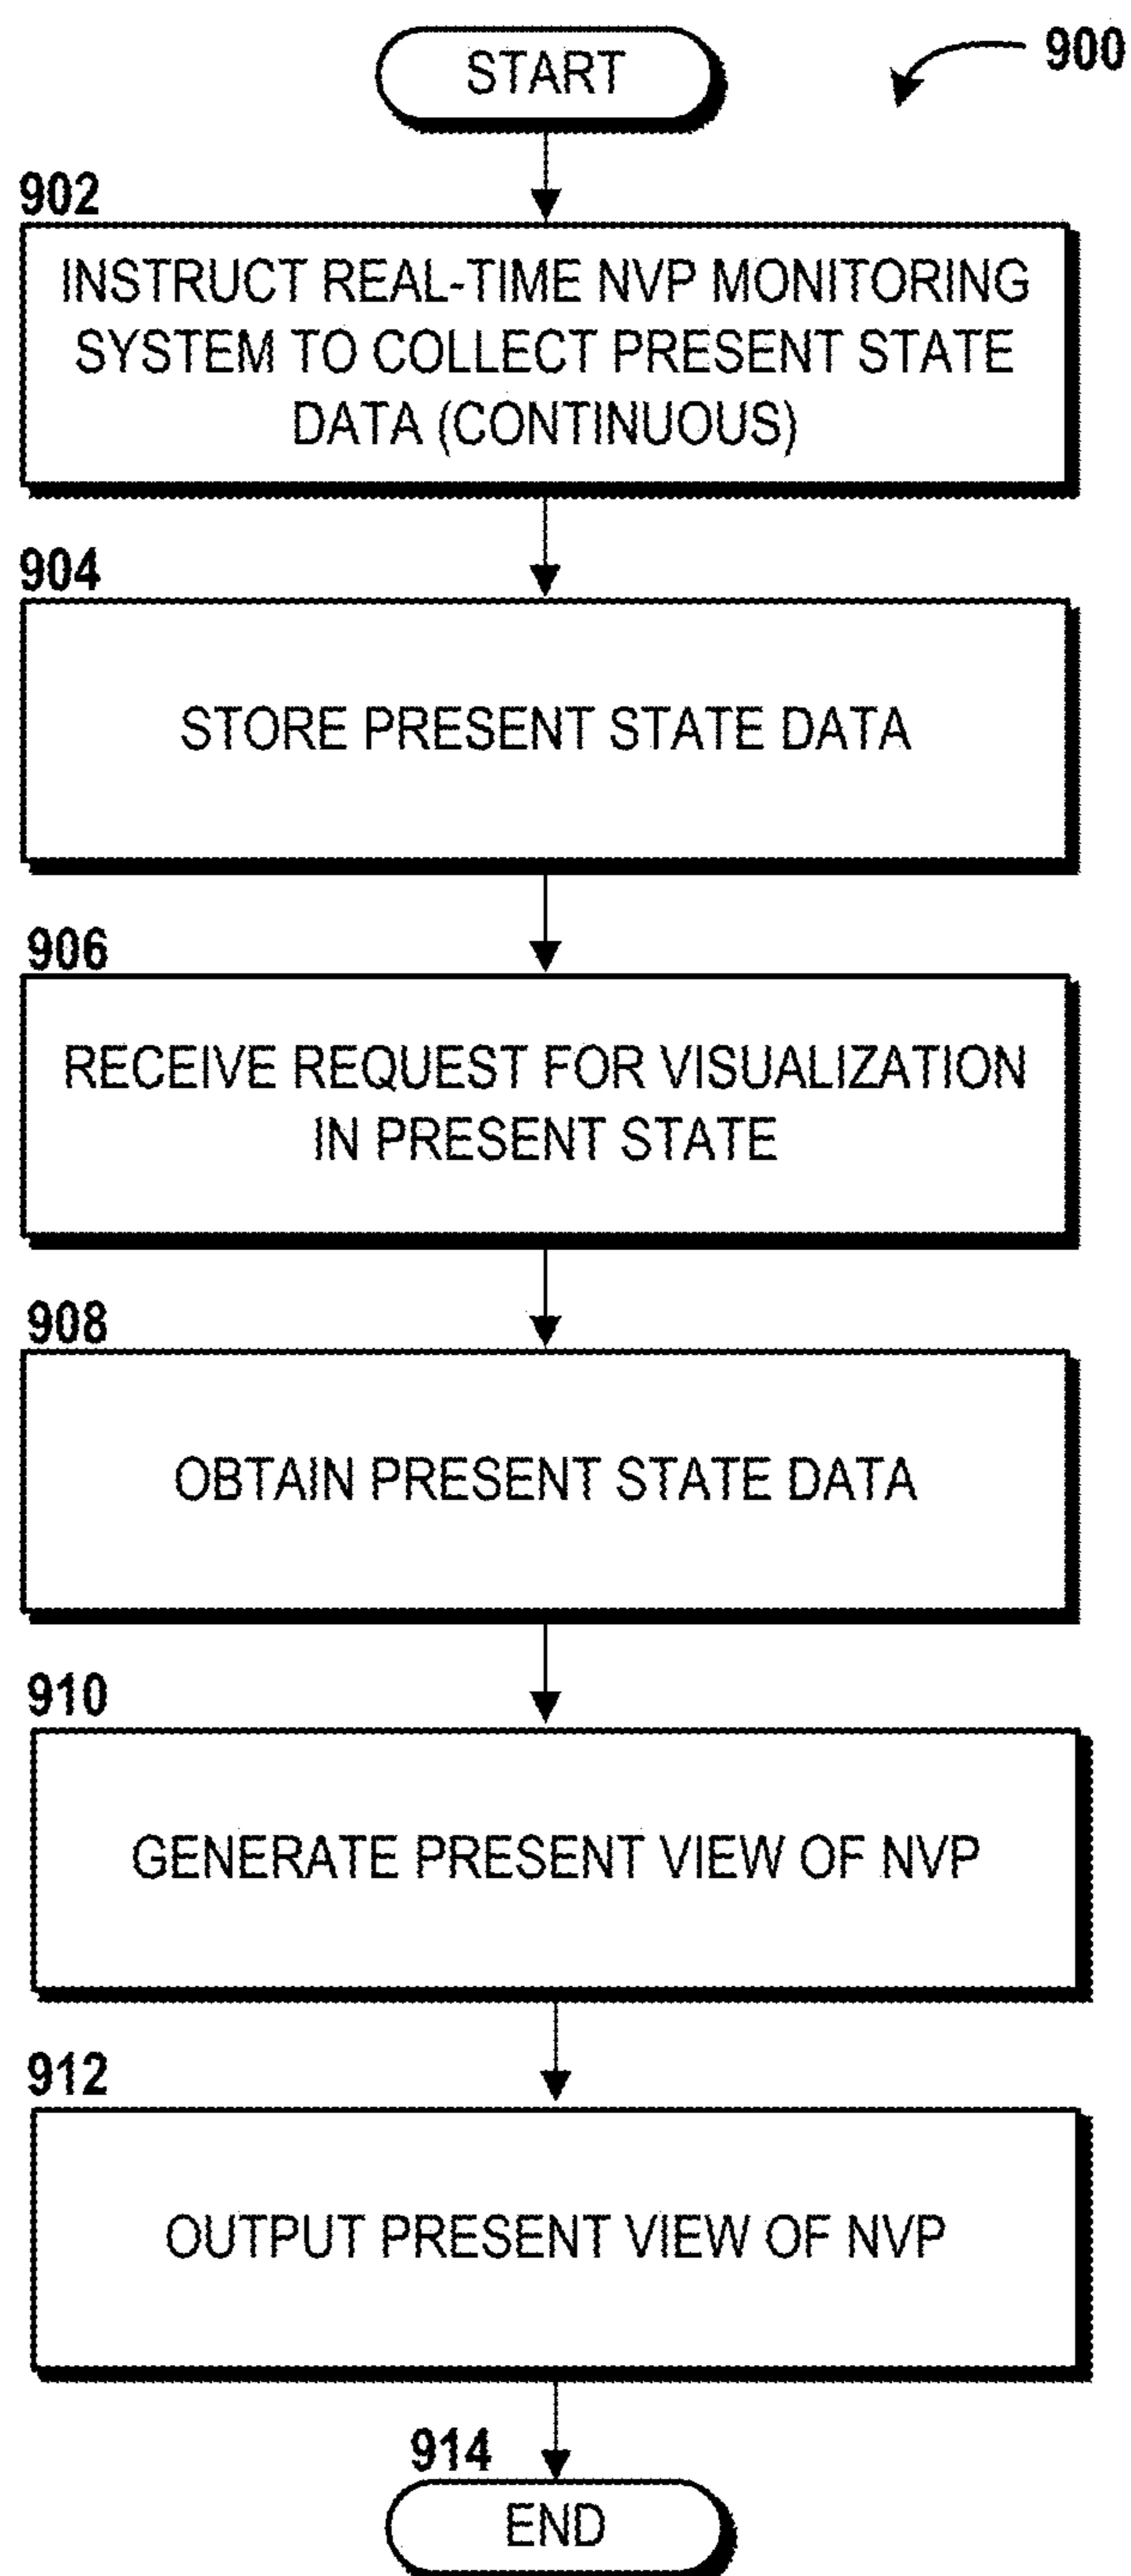 START
900
902
INSTRUCT REAL-TIME NVP MONITORING
SYSTEM TO COLLECT PRESENT STATE
DATA (CONTINUOUS)
904
STORE PRESENT STATE DATA
906
RECEIVE REQUEST FOR VISUALIZATION
IN PRESENT STATE
908
OBTAIN PRESENT STATE DATA
910
GENERATE PRESENT VIEW OF NVP
912
OUTPUT PRESENT VIEW OF NVP
914
END